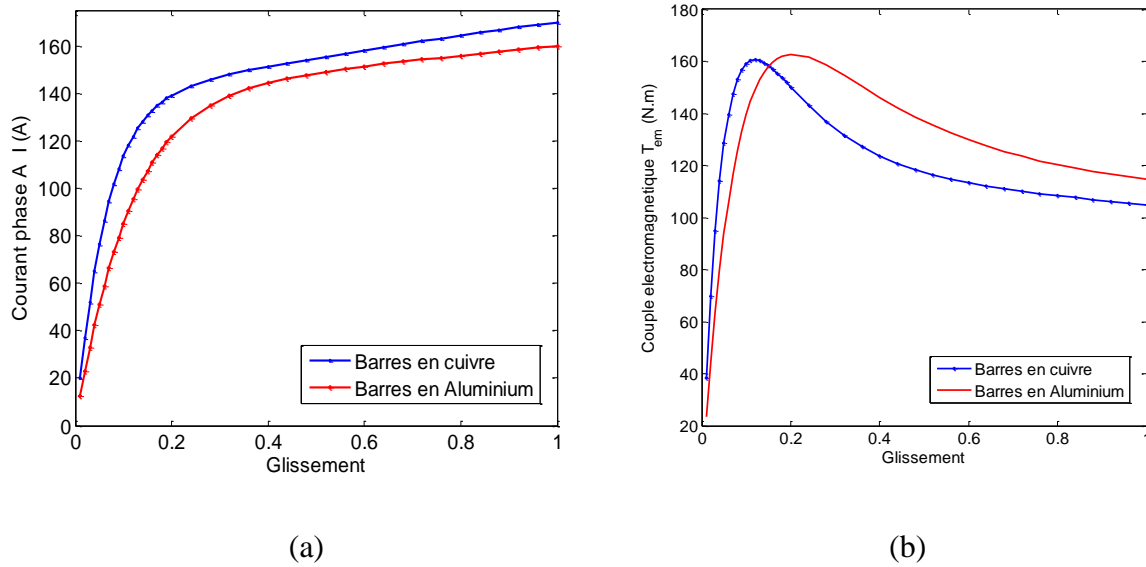 Courant phase A I (A)
160
140
120
100
80
60
40
20
0
0 0.2 0.4 0.6 0.8 1
Glissement
Barres en cuivre
Barres en Aluminium
(a)
Couple electromagnetique Tem (N.m)
180
160
140
120
100
80
60
40
20
0 0.2 0.4 0.6 0.8 1
Glissement
Barres en cuivre
Barres en Aluminium
(b)